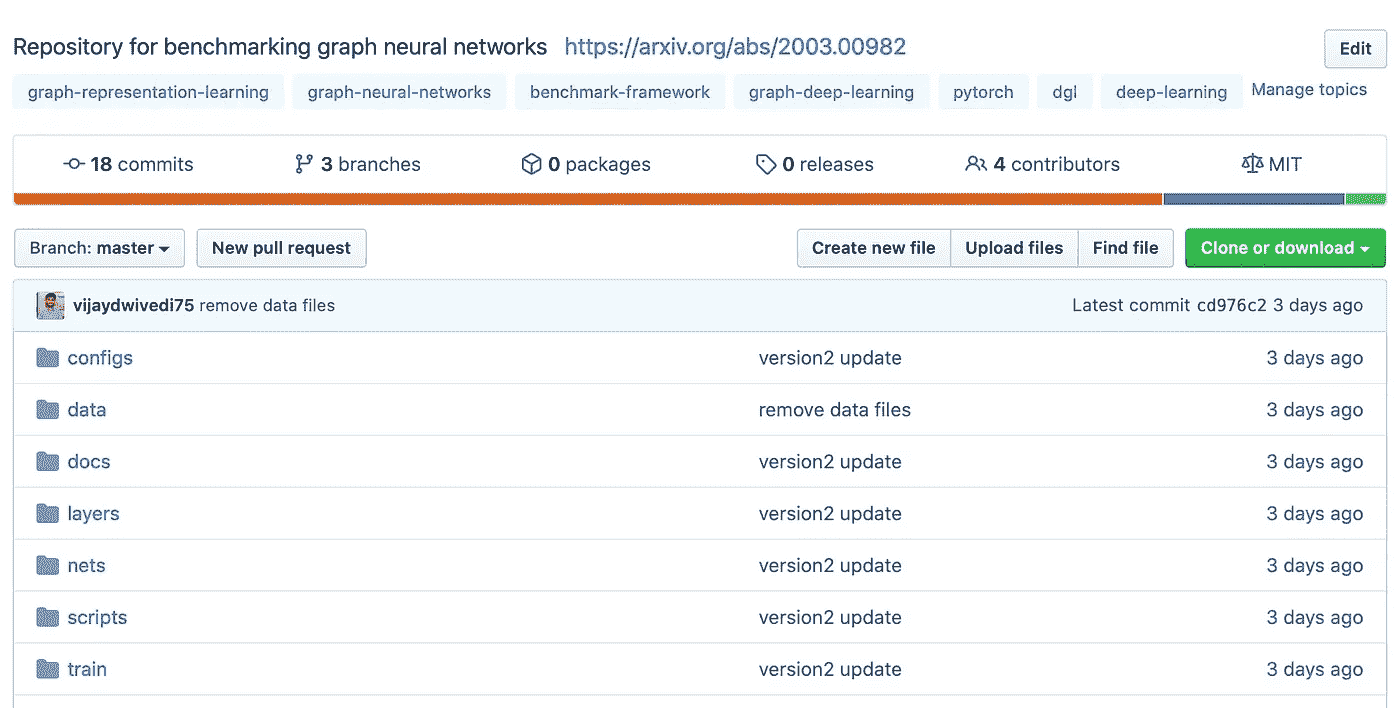 Repository for benchmarking graph neural networks https://arxiv.org/abs/2003.00982 Edit
graph-representation-learning graph-neural-networks benchmark-framework graph-deep-learning pytorch dgl deep-learning Manage topics
18 commits 3 branches 0 packages 0 releases 4 contributors MIT
Branch: master New pull request Create new file Upload files Find file Clone or download
vijaydwivedi75 remove data files Latest commit cd976c2 3 days ago
configs version2 update 3 days ago
data remove data files 3 days ago
docs version2 update 3 days ago
layers version2 update 3 days ago
nets version2 update 3 days ago
scripts version2 update 3 days ago
train version2 update 3 days ago